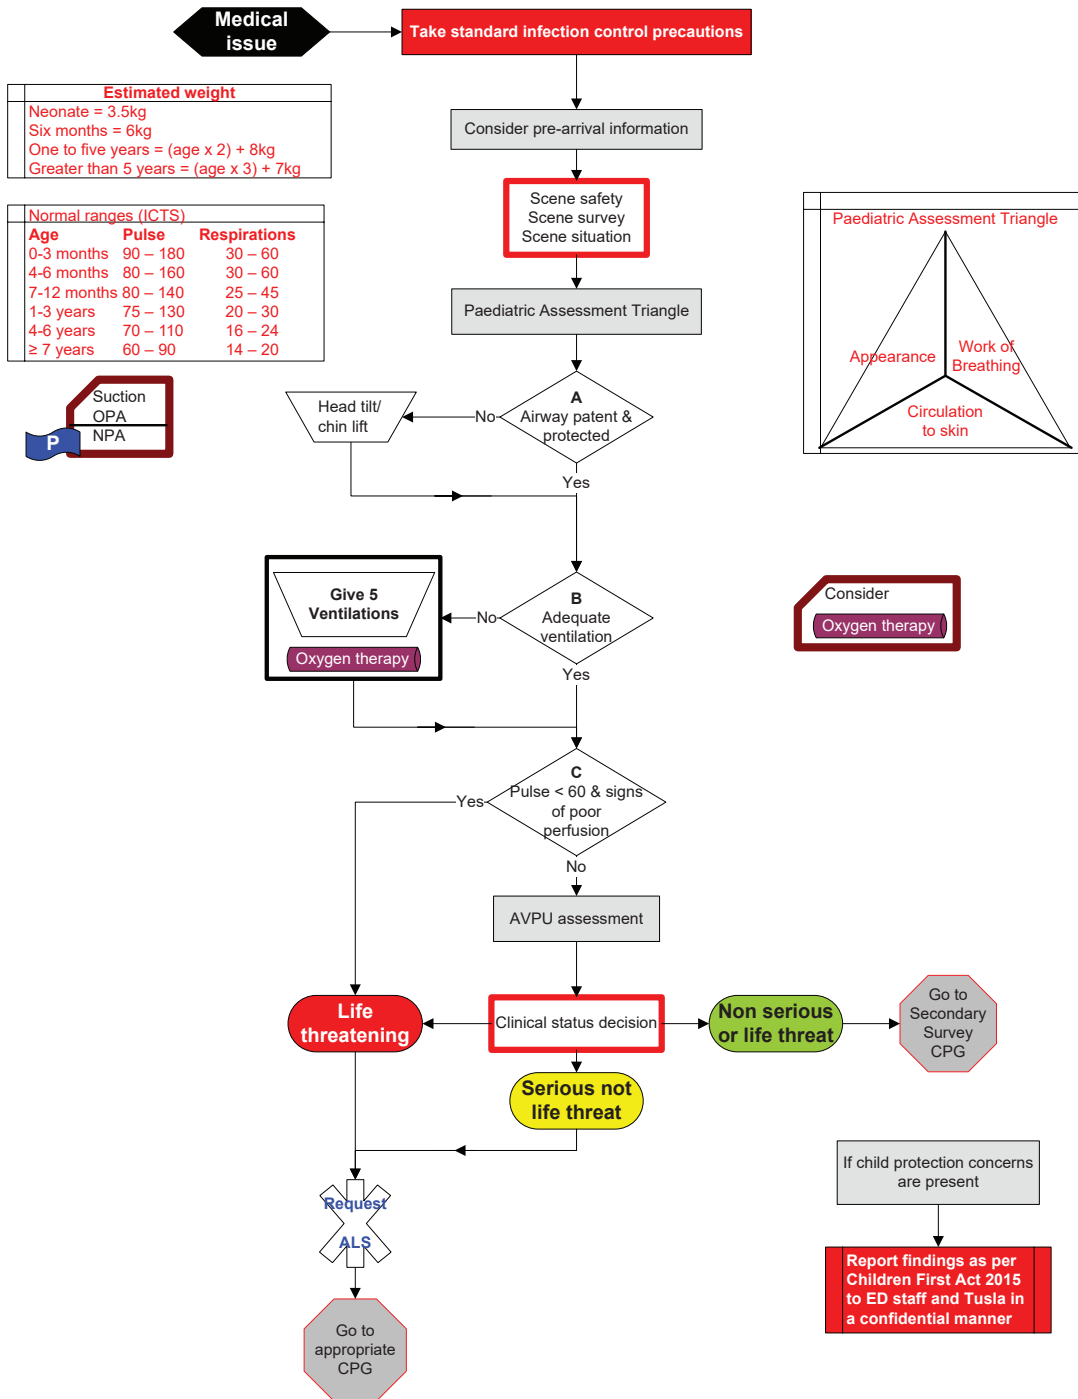 Medical
issue
Take standard infection control precautions
Estimated weight
Neonate = 3.5kg
Six months = 6kg
One to five years = (age x 2) + 8kg
Greater than 5 years = (age x 3) + 7kg
Consider pre-arrival information
Scene safety
Scene survey
Scene situation
Normal ranges (ICTS)
Age Pulse Respirations
0-3 months 90 – 180 30 – 60
4-6 months 80 – 160 30 – 60
7-12 months 80 – 140 25 – 45
1-3 years 75 – 130 20 – 30
4-6 years 70 – 110 16 – 24
≥ 7 years 60 – 90 14 – 20
Paediatric Assessment Triangle
Appearance
Work of
Breathing
Circulation
to skin
Paediatric Assessment Triangle
Suction
OPA
NPA
P
Head tilt/
chin lift
No
A
Airway patent &
protected
Yes
Give 5
Ventilations
Oxygen therapy
No
B
Adequate
ventilation
Yes
Consider
Oxygen therapy
C
Pulse < 60 & signs
of poor
perfusion
Yes
No
AVPU assessment
Life
threatening
Clinical status decision
Non serious
or life threat
Go to
Secondary
Survey
CPG
Serious not
life threat
Request
ALS
Go to
appropriate
CPG
If child protection concerns
are present
Report findings as per
Children First Act 2015
to ED staff and Tusla in
a confidential manner